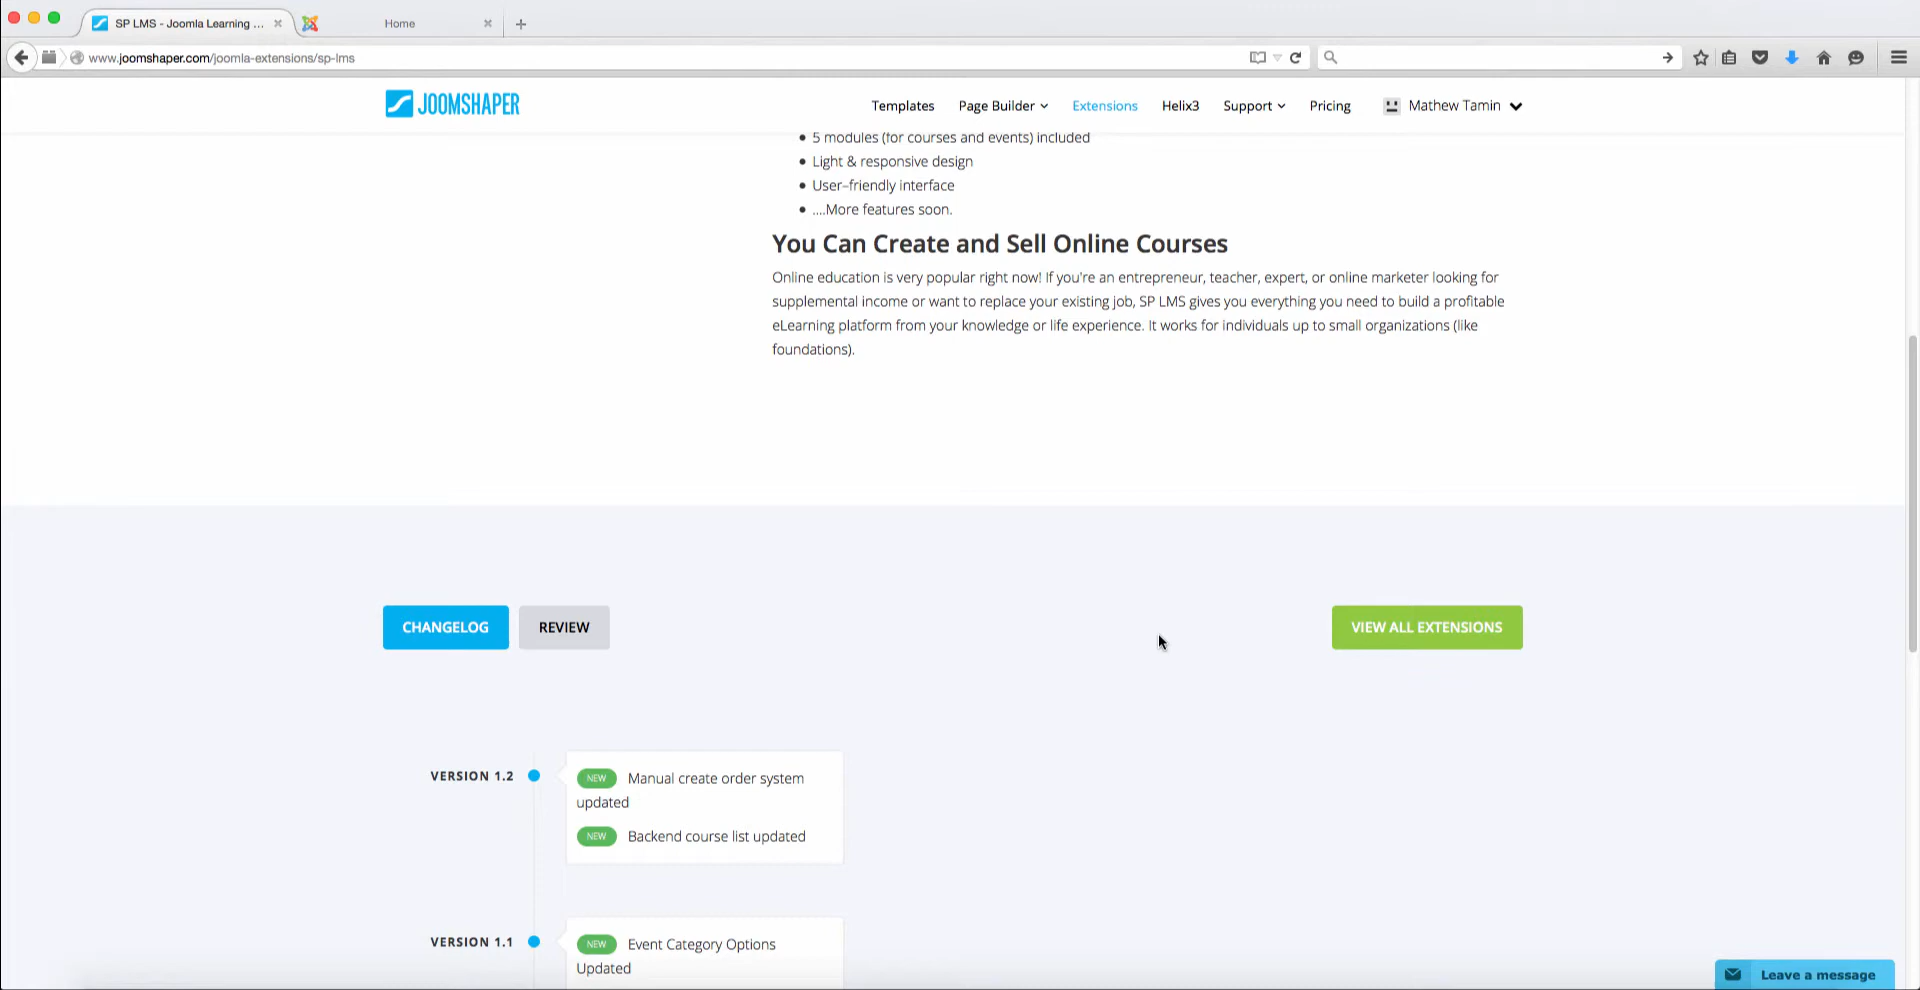 SP LMS - Joomla Learning ...
Home
www.joomshaper.com/joomla-extensions/sp-lms
JOOMSHAPER
Templates
Page Builder
Extensions
Helix3
Support
Pricing
Mathew Tamin
5 modules (for courses and events) included
Light & responsive design
User–friendly interface
....More features soon.
You Can Create and Sell Online Courses
Online education is very popular right now! If you're an entrepreneur, teacher, expert, or online marketer looking for
supplemental income or want to replace your existing job, SP LMS gives you everything you need to build a profitable
eLearning platform from your knowledge or life experience. It works for individuals up to small organizations (like
foundations).
CHANGELOG
REVIEW
VIEW ALL EXTENSIONS
VERSION 1.2
NEW Manual create order system
updated
NEW Backend course list updated
VERSION 1.1
NEW Event Category Options
Updated
Leave a message